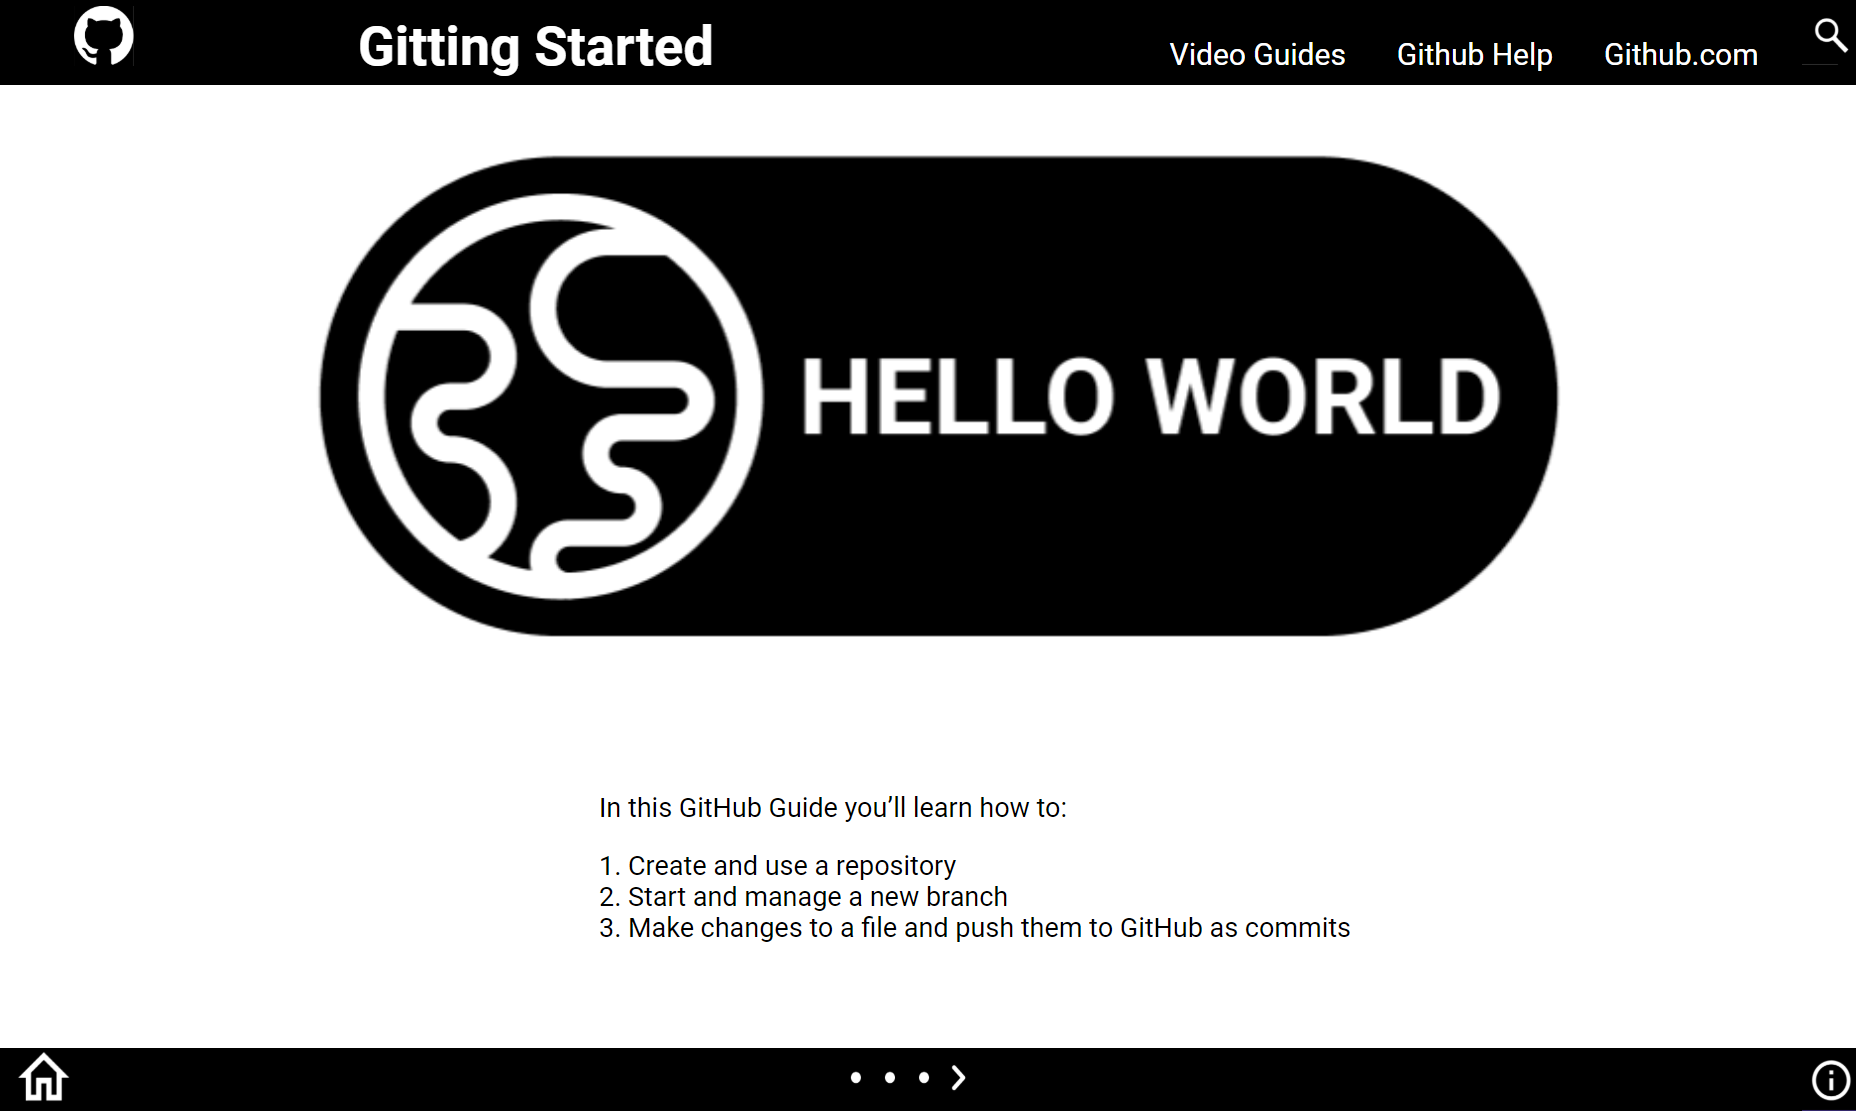 Gitting Started
Video Guides
Github Help
Github.com
HELLO WORLD
In this GitHub Guide you’ll learn how to:
1. Create and use a repository
2. Start and manage a new branch
3. Make changes to a file and push them to GitHub as commits